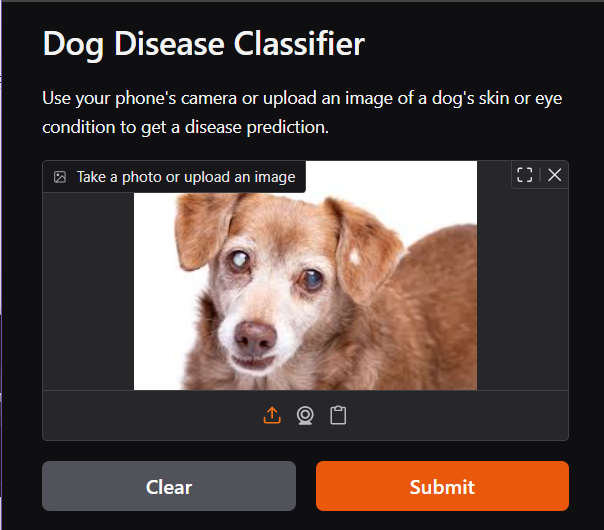 Dog Disease Classifier
Use your phone's camera or upload an image of a dog's skin or eye
condition to get a disease prediction.
Take a photo or upload an image
Clear
Submit